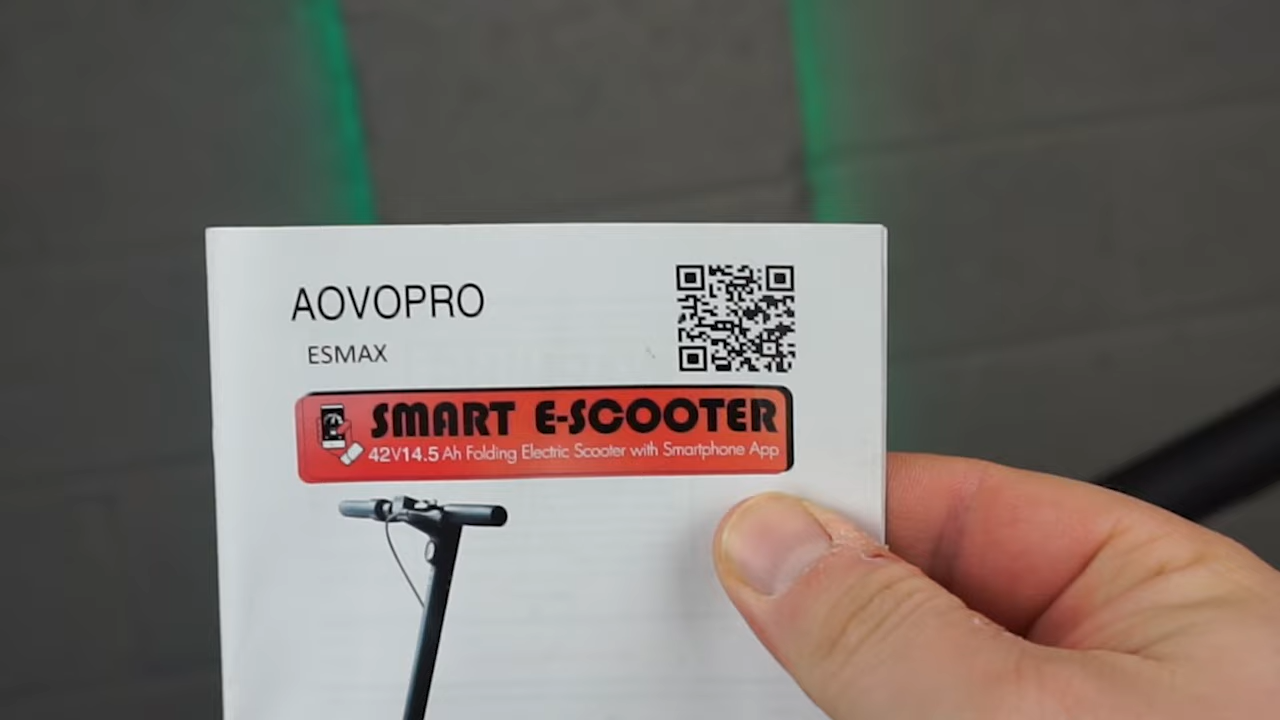 AOVOPRO
ESMAX
SMART E-SCOOTER
42V14.5 Ah Folding Electric Scooter with Smartphone App